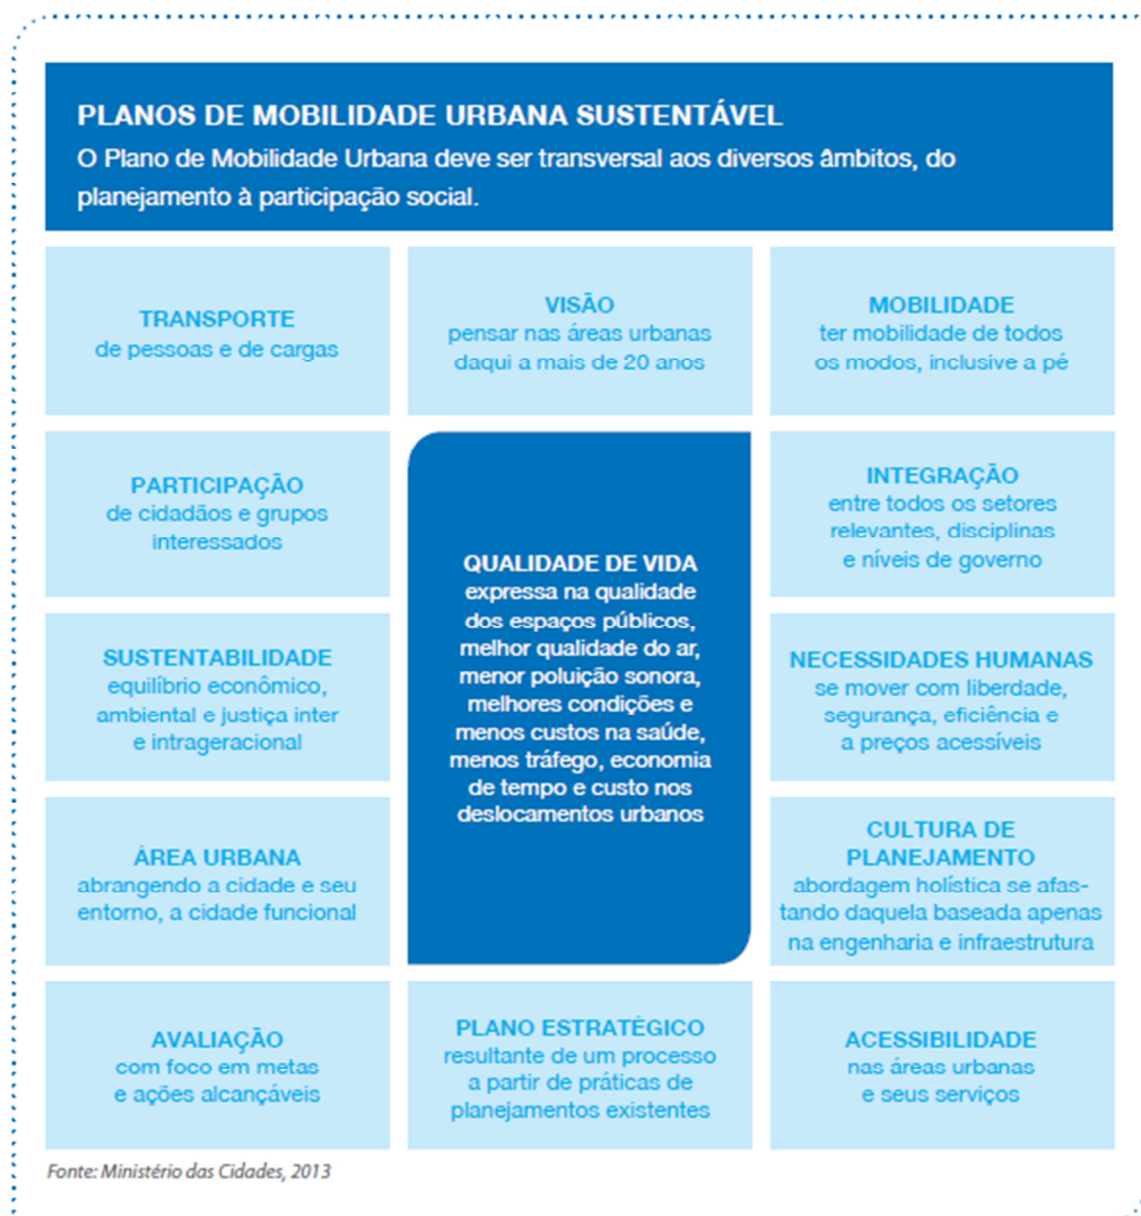 PLANOS DE MOBILIDADE URBANA SUSTENTÁVEL
O Plano de Mobilidade Urbana deve ser transversal aos diversos âmbitos, do
planejamento à participação social.
TRANSPORTE
de pessoas e de cargas
VISÃO
pensar nas áreas urbanas
daqui a mais de 20 anos
MOBILIDADE
ter mobilidade de todos
os modos, inclusive a pé
PARTICIPAÇÃO
de cidadãos e grupos
interessados
QUALIDADE DE VIDA
expressa na qualidade
dos espaços públicos,
melhor qualidade do ar,
menor poluição sonora,
melhores condições e
menos custos na saúde,
menos tráfego, economia
de tempo e custo nos
deslocamentos urbanos
INTEGRAÇÃO
entre todos os setores
relevantes, disciplinas
e níveis de governo
SUSTENTABILIDADE
equilíbrio econômico,
ambiental e justiça inter
e intrageracional
NECESSIDADES HUMANAS
se mover com liberdade,
segurança, eficiência e
a preços acessíveis
ÁREA URBANA
abrangendo a cidade e seu
entorno, a cidade funcional
CULTURA DE
PLANEJAMENTO
abordagem holística se afas-
tando daquela baseada apenas
na engenharia e infraestrutura
AVALIAÇÃO
com foco em metas
e ações alcançáveis
PLANO ESTRATÉGICO
resultante de um processo
a partir de práticas de
planejamentos existentes
ACESSIBILIDADE
nas áreas urbanas
e seus serviços
Fonte: Ministério das Cidades, 2013